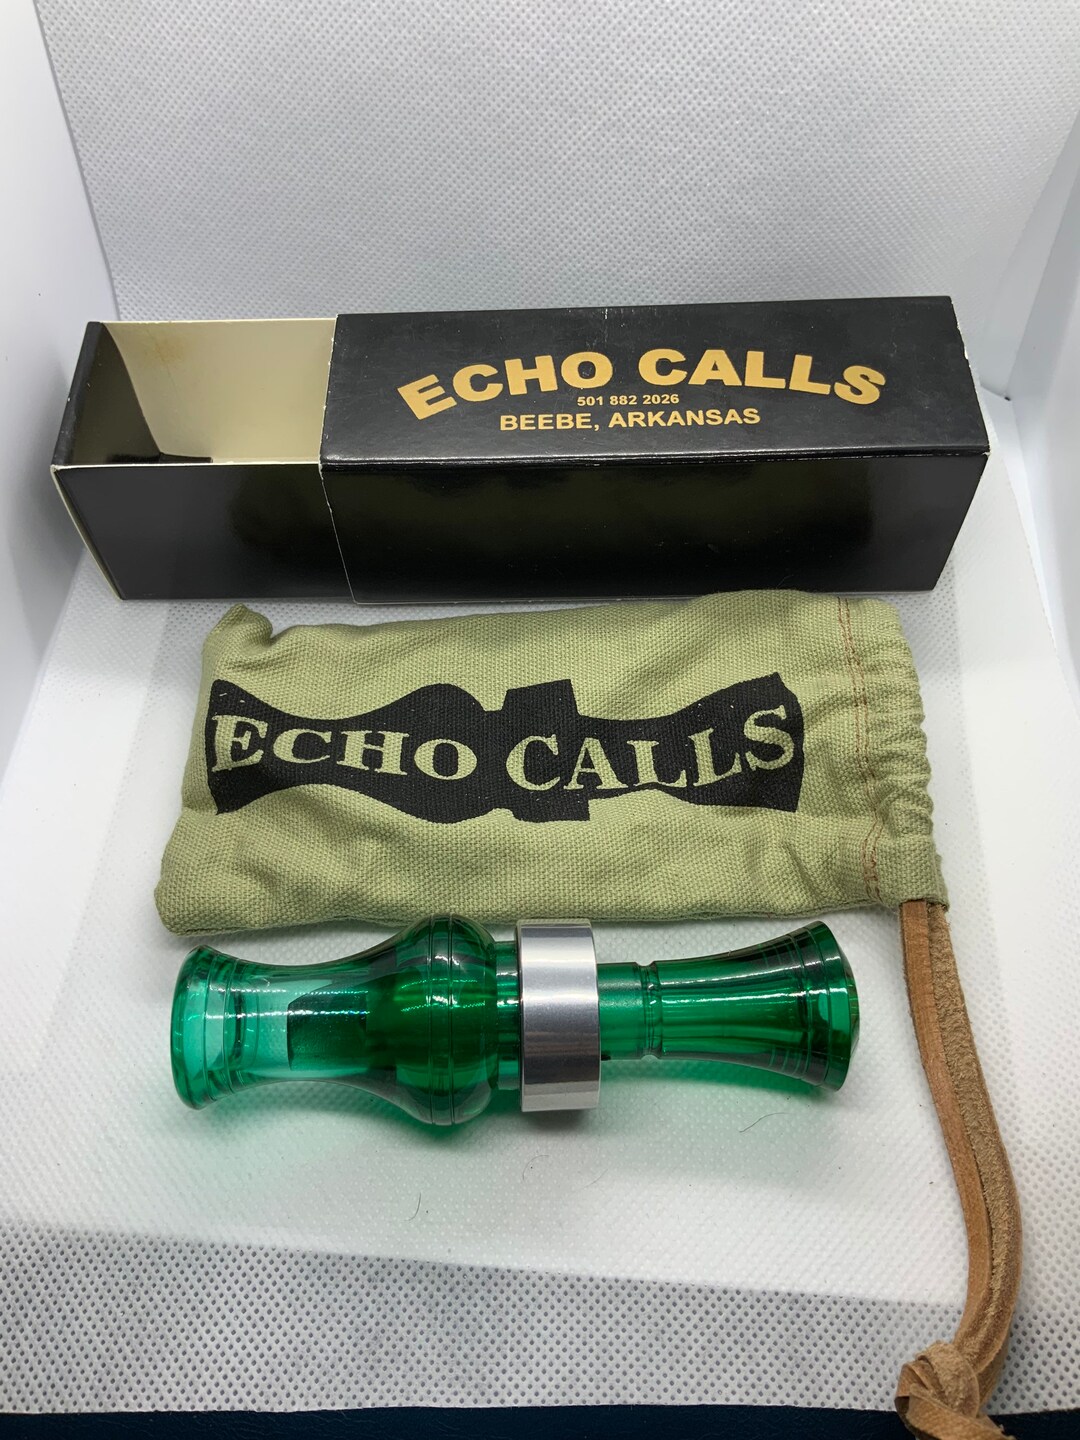 ECHO CALLS
501 882 2026
BEEBE, ARKANSAS
ECHO CALLS